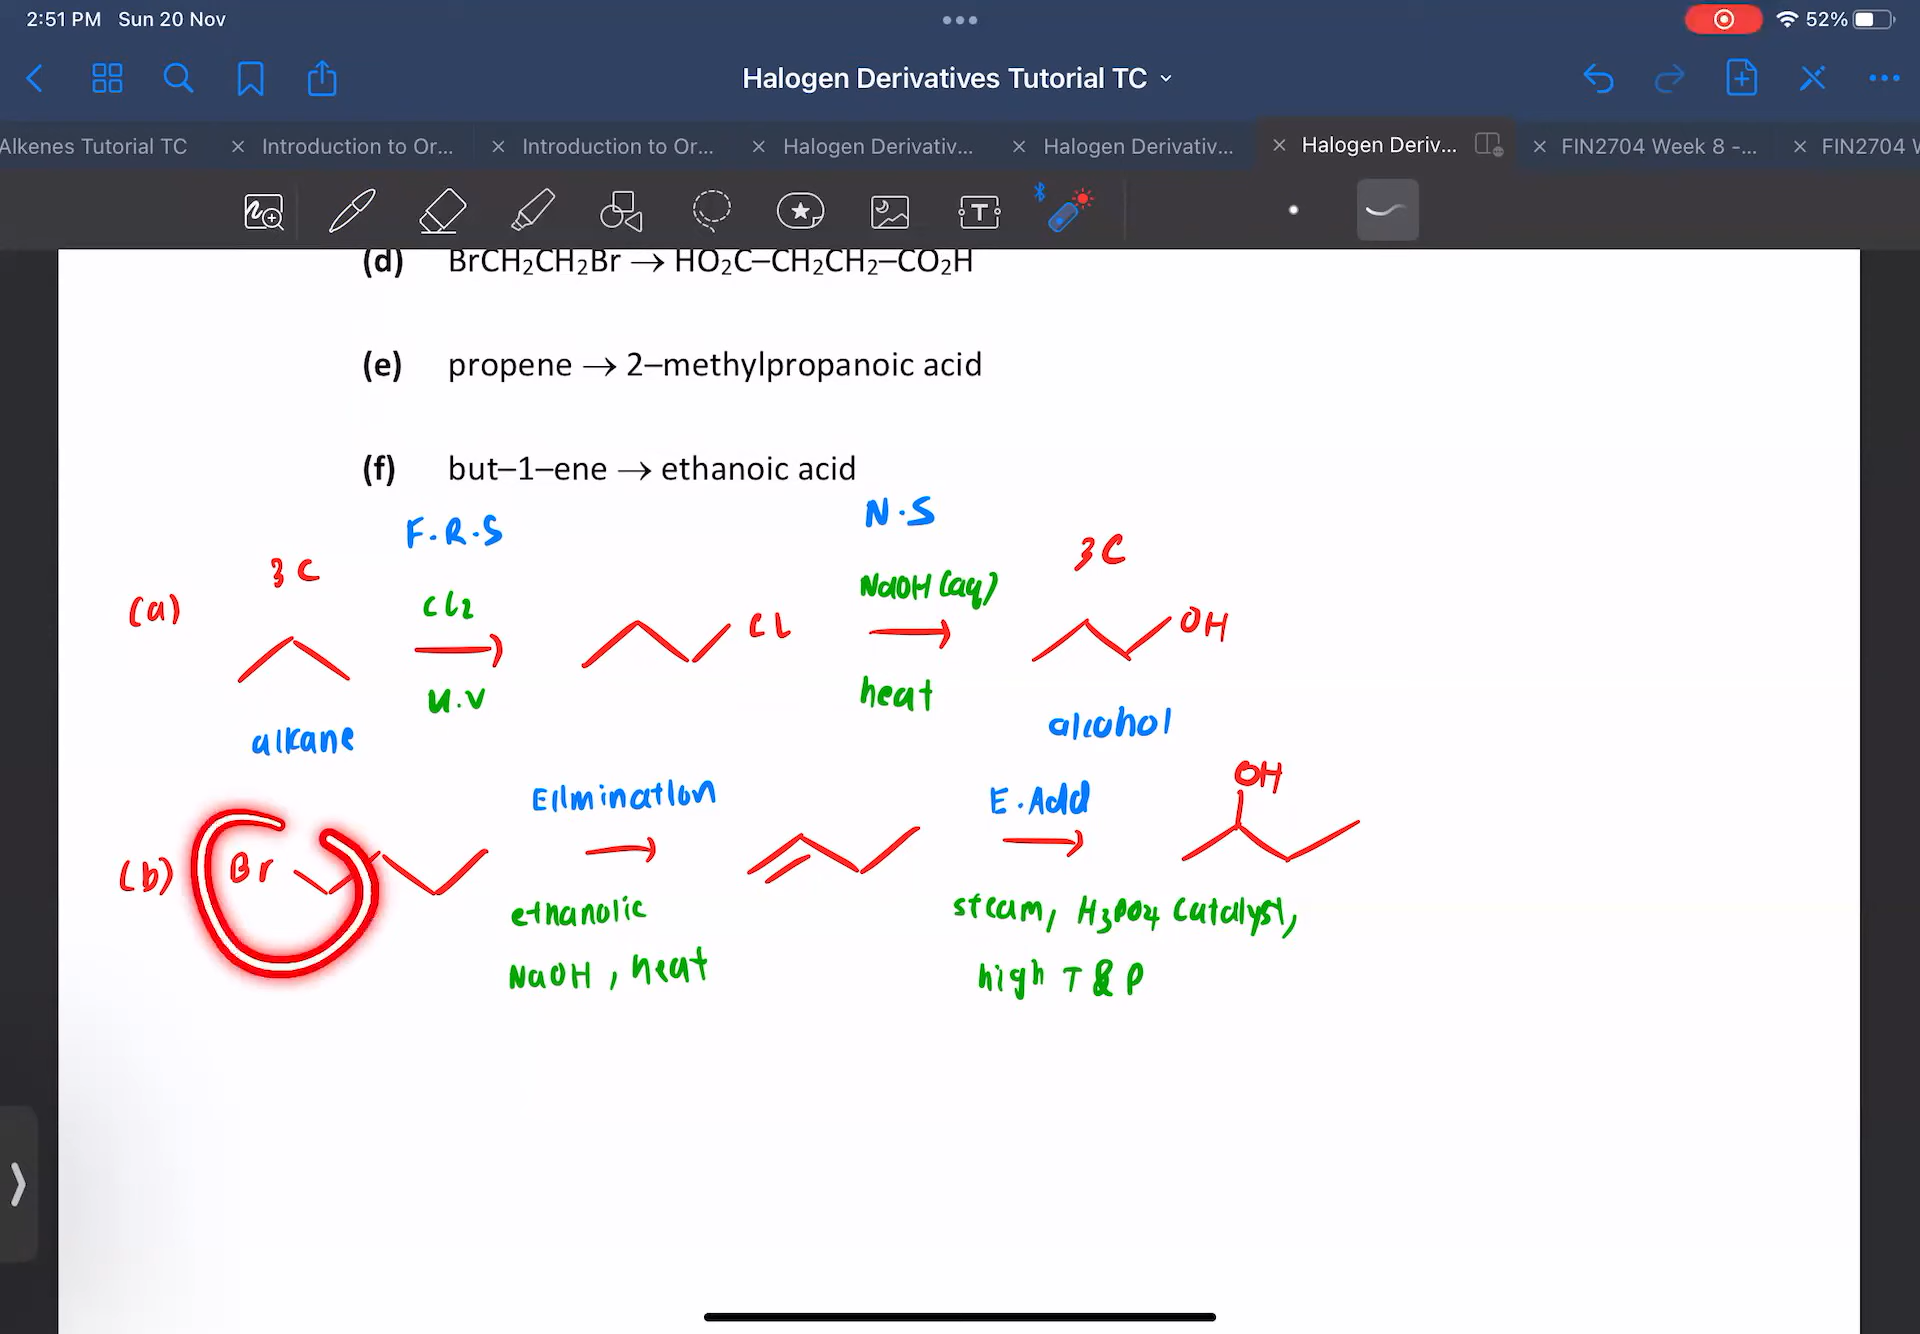 2:51 PM Sun 20 Nov
52%
Halogen Derivatives Tutorial TC
Alkenes Tutorial TC
Introduction to Or...
Introduction to Or...
Halogen Derivativ...
Halogen Derivativ...
Halogen Deriv...
FIN2704 Week 8 -...
FIN2704 W
(d) BrCH₂CH₂Br → HO₂C–CH₂CH₂–CO₂H
(e) propene → 2–methylpropanoic acid
(f) but–1–ene → ethanoic acid
F.R.S
N.S
3C
3C
(a)
Cl2
NaOH (aq)
Cl
OH
u.v
heat
alkane
alcohol
Elimination
E.Add
OH
(b)
Br
ethanolic
NaOH, heat
steam, H3PO4 catalyst,
high T & P